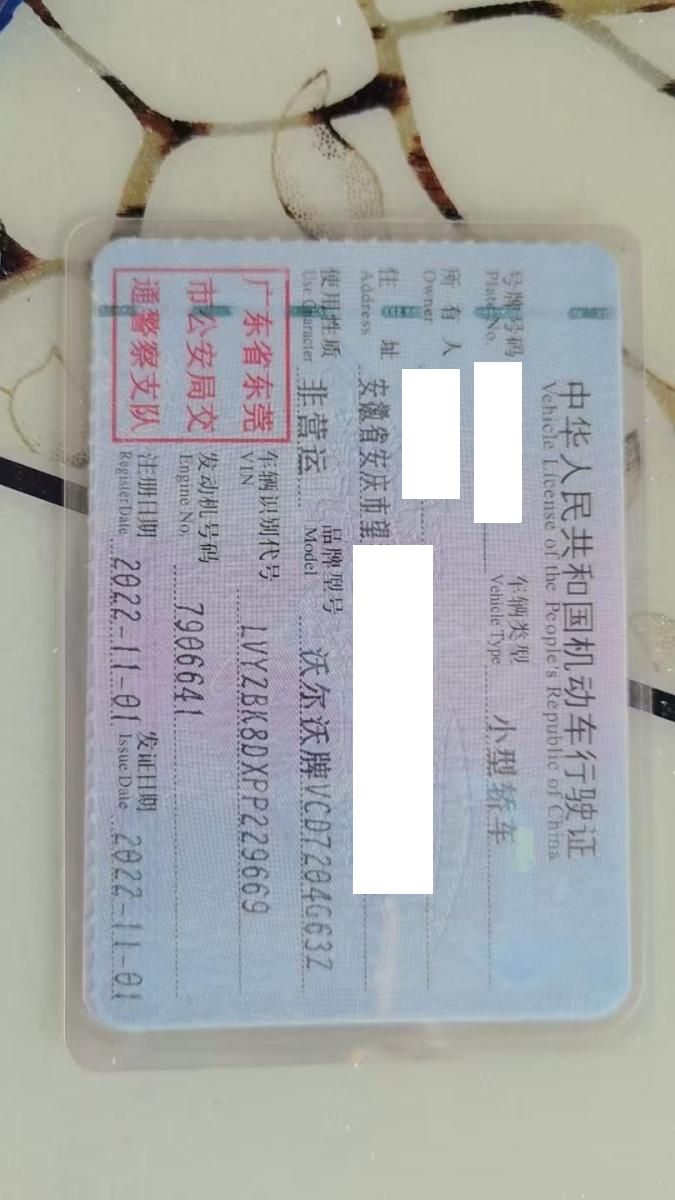 中华人民共和国机动车行驶证
Vehicle License of the People's Republic of China
号牌号码
Plate No.
车辆类型 小型轿车
Vehicle Type
所有人
Owner
住址 安徽省安庆市望
Address
使用性质 非营运
Use Character
品牌型号 沃尔沃牌VCD7204G63Z
Model
广东省东莞
市公安局交
通警察支队
车辆识别代号 LVYZBK8DXPP229669
VIN
发动机号码 7906641
Engine No.
注册日期 2022-11-01
Register Date
发证日期 2022-11-01
Issue Date